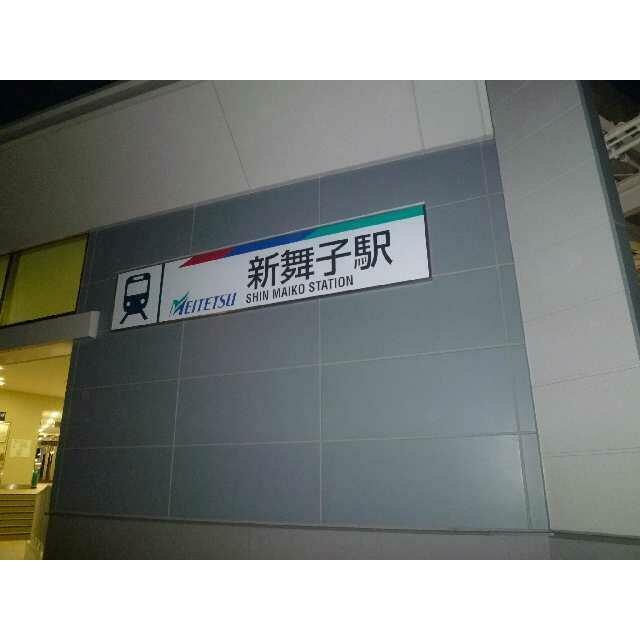 新舞子駅
MEITETSU SHIN MAIKO STATION